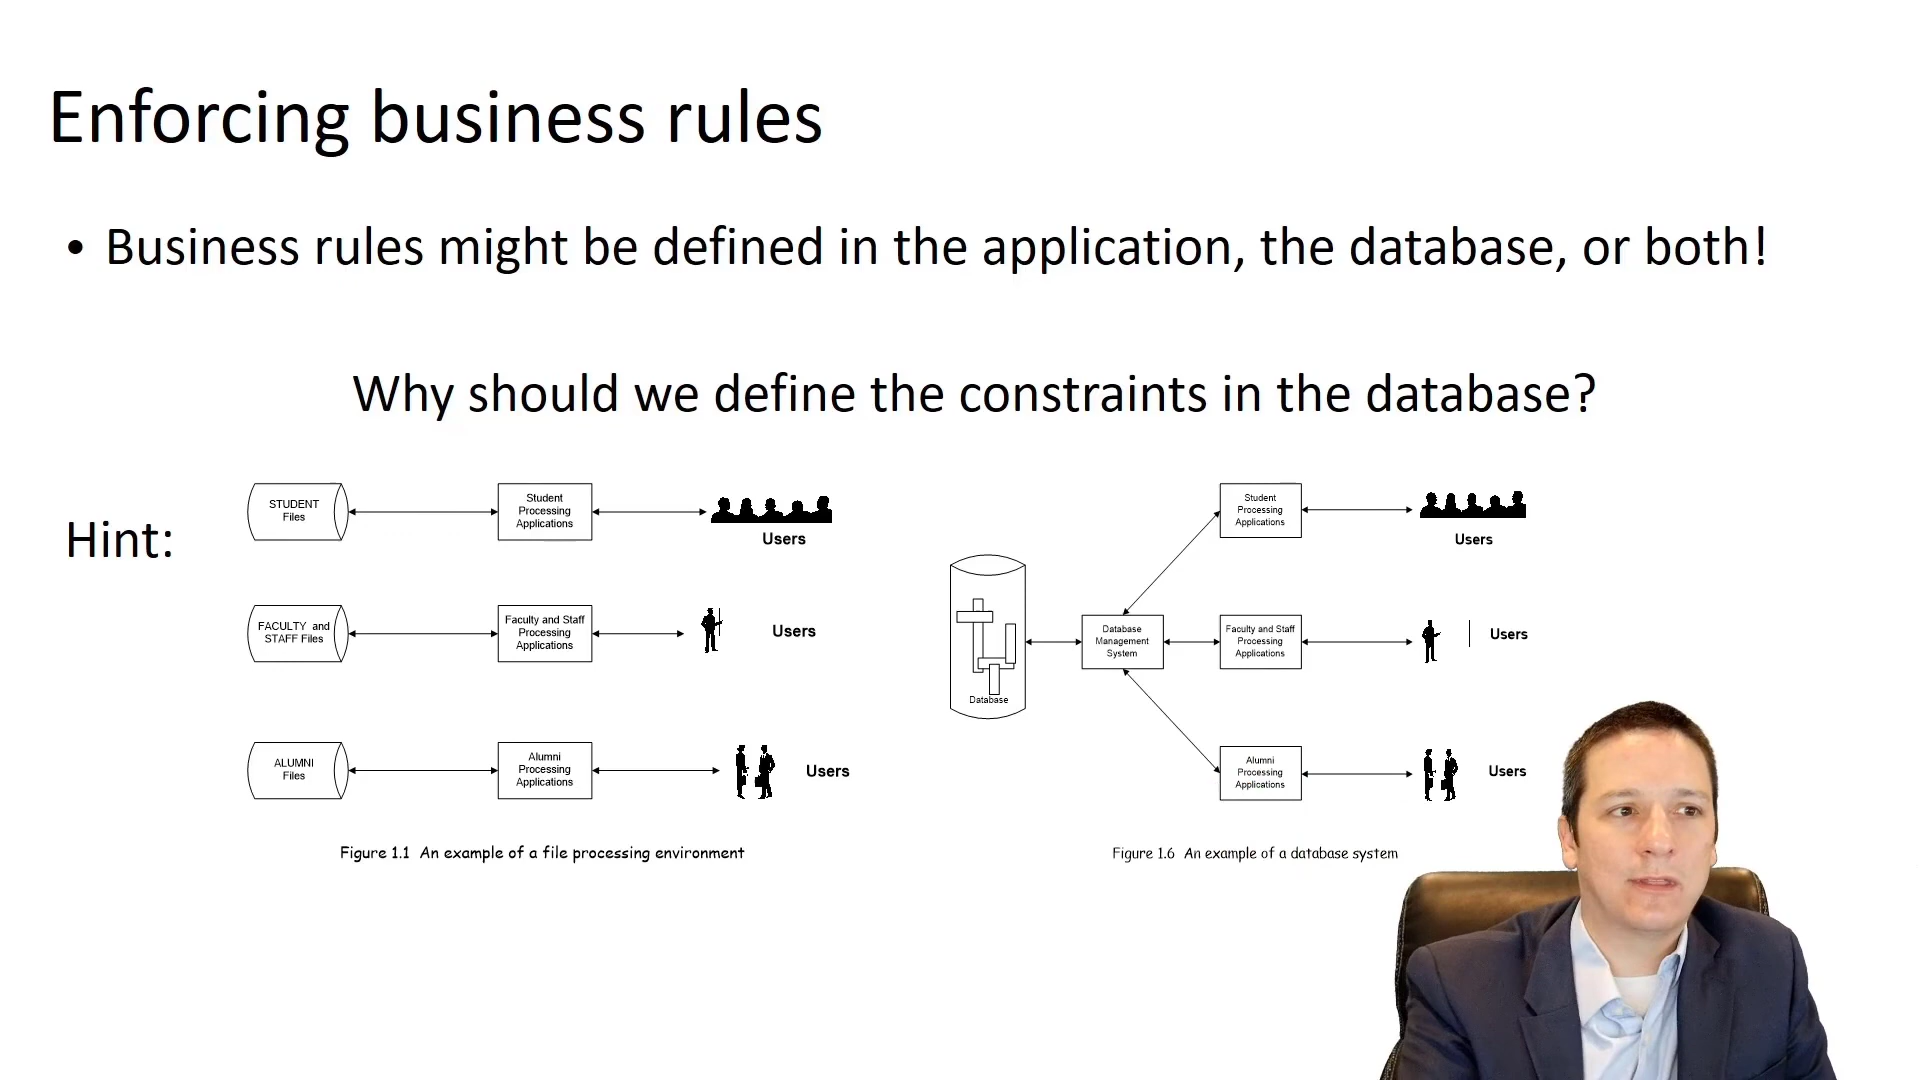 Enforcing business rules
• Business rules might be defined in the application, the database, or both!
Why should we define the constraints in the database?
Hint:
STUDENT
Files
Student
Processing
Applications
Users
FACULTY and
STAFF Files
Faculty and Staff
Processing
Applications
Users
ALUMNI
Files
Alumni
Processing
Applications
Users
Figure 1.1 An example of a file processing environment
Database
Database
Management
System
Student
Processing
Applications
Users
Faculty and Staff
Processing
Applications
Users
Alumni
Processing
Applications
Users
Figure 1.6 An example of a database system